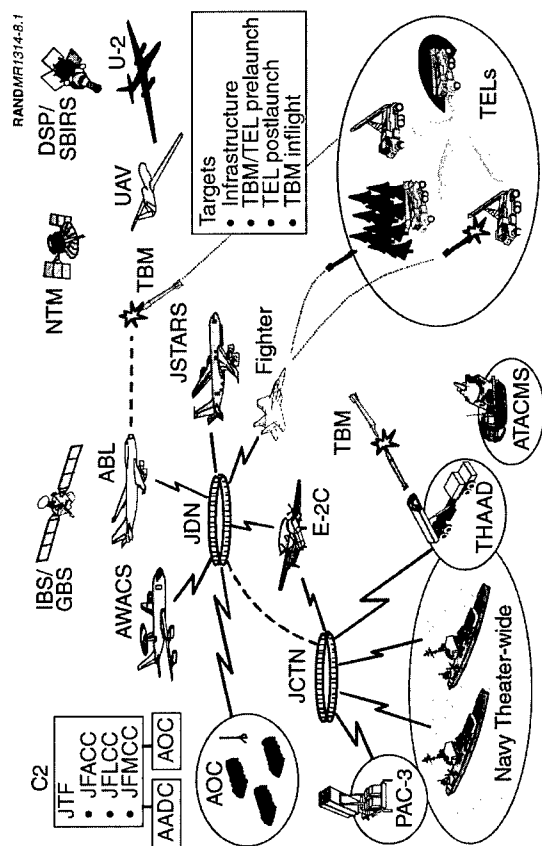 RANDMR1314-8.1
C2
JTF
• JFACC
• JFLCC
• JFMCC
AADC
AOC
IBS/
GBS
NTM
DSP/
SBIRS
ABL
TBM
UAV
U-2
AWACS
JDN
JSTARS
Fighter
Targets
Infrastructure
• TBM/TEL prelaunch
• TEL postlaunch
• TBM inflight
AOC
E-2C
JCTN
TBM
TELs
PAC-3
Navy Theater-wide
THAAD
ATACMS